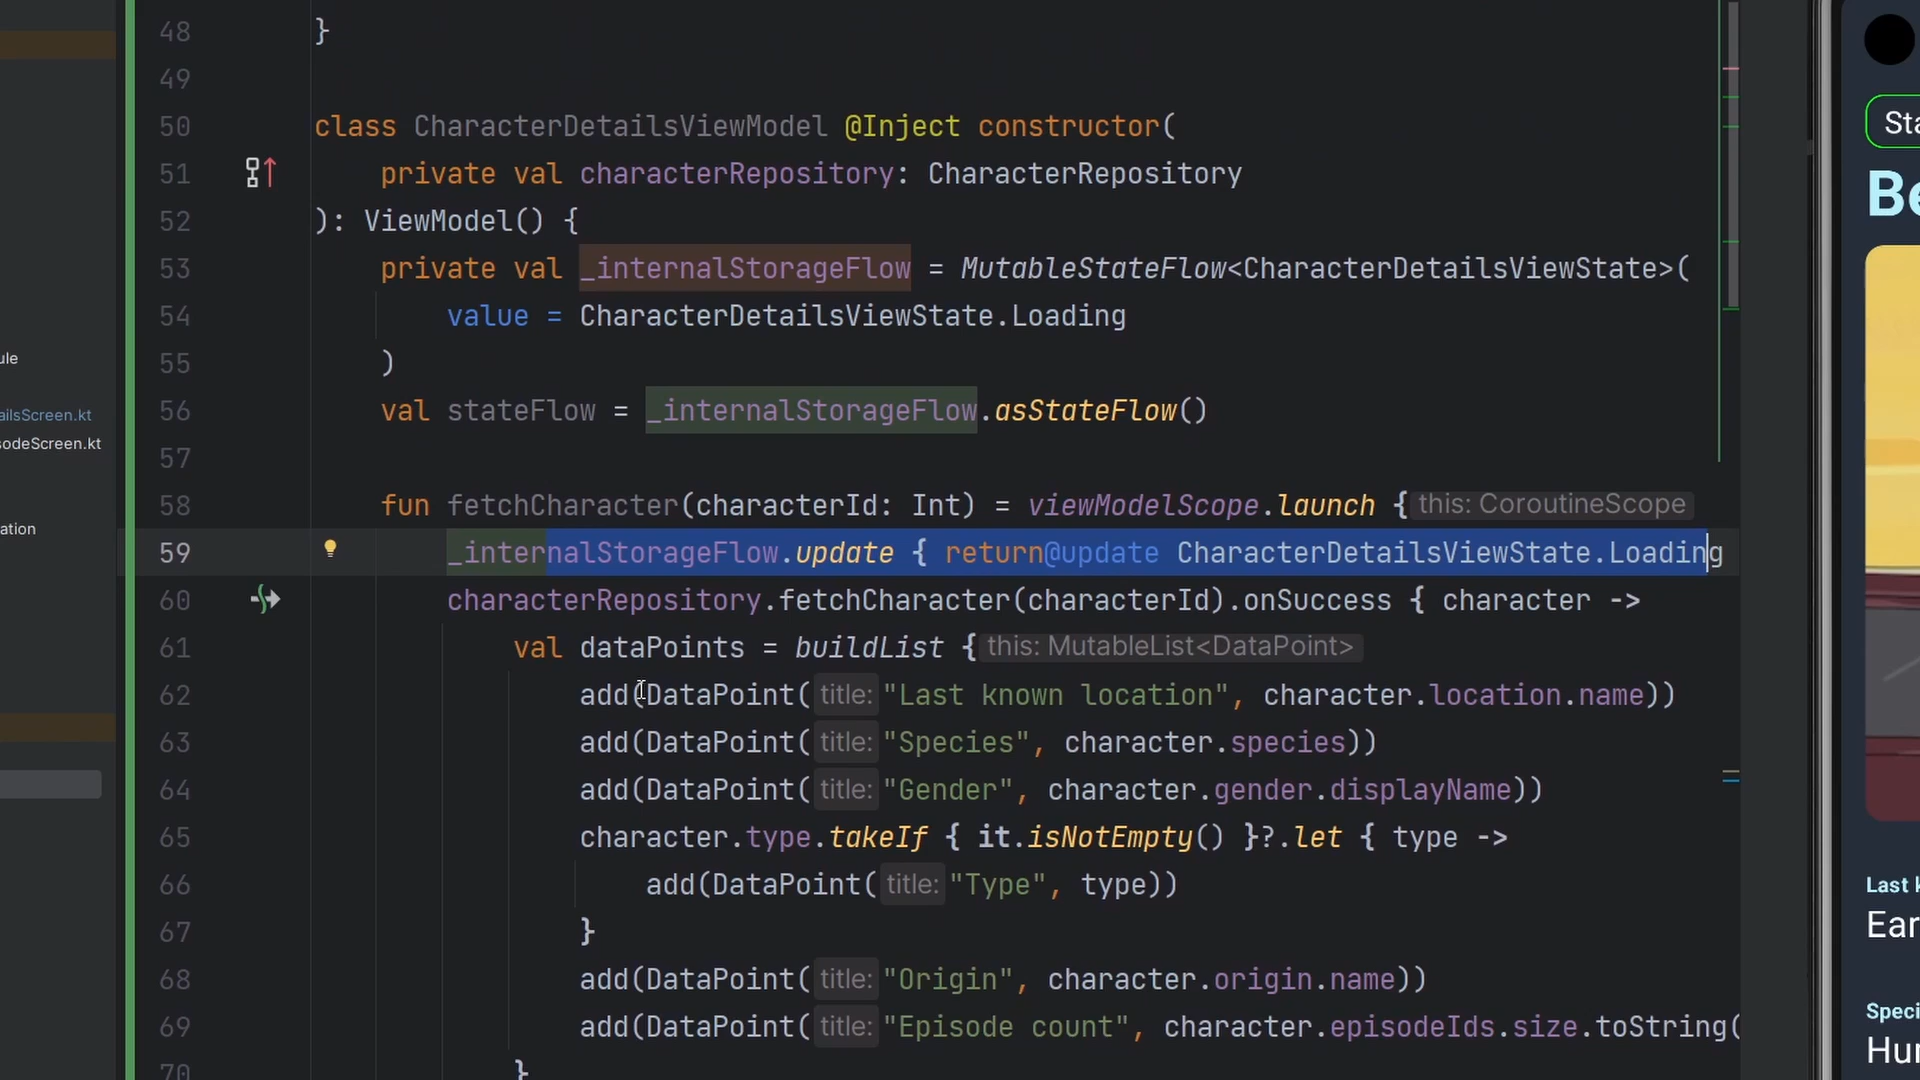 48 }
49
50 class CharacterDetailsViewModel @Inject constructor(
51 private val characterRepository: CharacterRepository
52 ): ViewModel() {
53 private val _internalStorageFlow = MutableStateFlow<CharacterDetailsViewState>(
54 value = CharacterDetailsViewState.Loading
55 )
56 val stateFlow = _internalStorageFlow.asStateFlow()
57
58 fun fetchCharacter(characterId: Int) = viewModelScope.launch { this: CoroutineScope
59 _internalStorageFlow.update { return@update CharacterDetailsViewState.Loading
60 characterRepository.fetchCharacter(characterId).onSuccess { character ->
61 val dataPoints = buildList { this: MutableList<DataPoint>
62 add(DataPoint( title: "Last known location", character.location.name))
63 add(DataPoint( title: "Species", character.species))
64 add(DataPoint( title: "Gender", character.gender.displayName))
65 character.type.takeIf { it.isNotEmpty() }?.let { type ->
66 add(DataPoint( title: "Type", type))
67 }
68 add(DataPoint( title: "Origin", character.origin.name))
69 add(DataPoint( title: "Episode count", character.episodeIds.size.toString(
70 }
ule
ailsScreen.kt
sodeScreen.kt
ation
Sta
Be
Last k
Ear
Speci
Hur